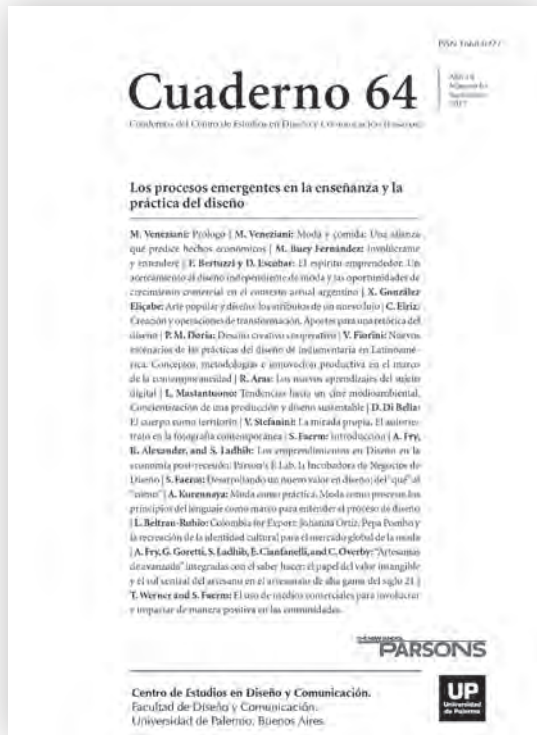 Cuaderno 64
Cuadernos del Centro de Estudios en Diseño y Comunicación [Ensayos]
Los procesos emergentes en la enseñanza y la
práctica del diseño
M. Veneziani: Prólogo | M. Veneziani: Moda y comida: Una alianza
que predice hechos económicos | M. Buey Fernández: Involúcrame
y entenderé | F. Bertuzzi y D. Escobar: El espíritu emprendedor. Un
acercamiento al diseño independiente de moda y las oportunidades de
crecimiento comercial en el contexto actual argentino | X. González
Eliçabe: Arte popular y diseño: los atributos de un nuevo lujo | C. Eiriz:
Creación y operaciones de transformación. Aportes para una retórica del
diseño | P. M. Doria: Diseño creativo cooperativo | V. Fiorini: Nuevos
escenarios de las prácticas del diseño de indumentaria en Latinoamé-
rica. Conceptos, metodologías e innovación productiva en el marco
de la contemporaneidad | R. Aras: Los nuevos aprendizajes del sujeto
digital | L. Mastantuono: Tendencias hacia un cine medioambiental.
Concientización de una producción y diseño sustentable | D. Di Bella:
El cuerpo como territorio | V. Stefanini: La mirada propia. El autorre-
trato en la fotografía contemporánea | S. Faerm: Introducción | A. Fry,
R. Alexander, and S. Ladhib: Los emprendimientos en Diseño en la
economía post-recesión: Parson's E Lab, la Incubadora de Negocios de
Diseño | S. Faerm: Desarrollando un nuevo valor en diseño; del "qué" al
"cómo" | A. Kurennaya: Moda como práctica, Moda como proceso: los
principios del lenguaje como marco para entender el proceso de diseño
| L. Beltran-Rubio: Colombia for Export: Johanna Ortiz, Pepa Pombo y
la recreación de la identidad cultural para el mercado global de la moda
| A. Fry, G. Goretti, S. Ladhib, E. Cianfanelli, and C. Overby: "Artesanías
de avanzada" integradas con el saber hacer; el papel del valor intangible
y el rol central del artesano en el artesanato de alta gama del siglo 21 |
T. Werner and S. Faerm: El uso de medios comerciales para involucrar
e impactar de manera positiva en las comunidades.
PARSONS
Centro de Estudios en Diseño y Comunicación.
Facultad de Diseño y Comunicación.
Universidad de Palermo. Buenos Aires.
UP
Universidad
de Palermo